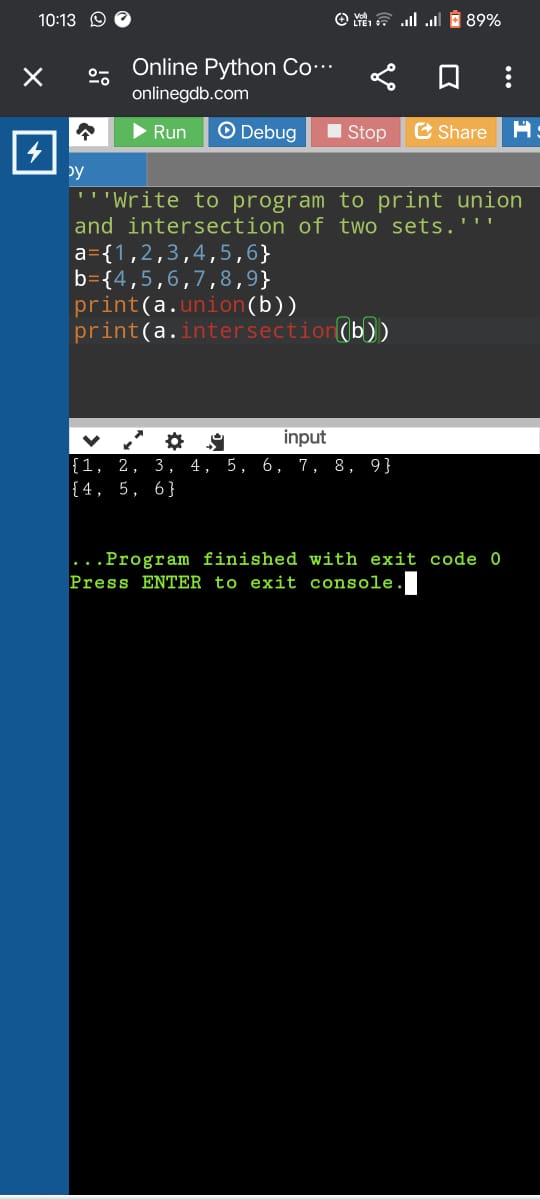 10:13
Vo) LTE1
89%
Online Python Co···
onlinegdb.com
Run
Debug
Stop
Share
py
'''Write to program to print union
and intersection of two sets.'''
a={1,2,3,4,5,6}
b={4,5,6,7,8,9}
print(a.union(b))
print(a.intersection(b))
input
{1, 2, 3, 4, 5, 6, 7, 8, 9}
{4, 5, 6}
...Program finished with exit code 0
Press ENTER to exit console.